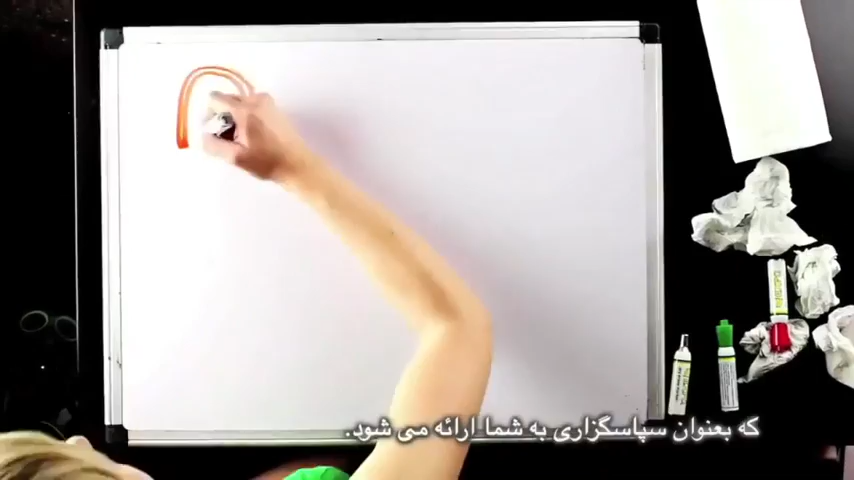 که بعنوان سپاسگزاری به شما ارائه می شود.